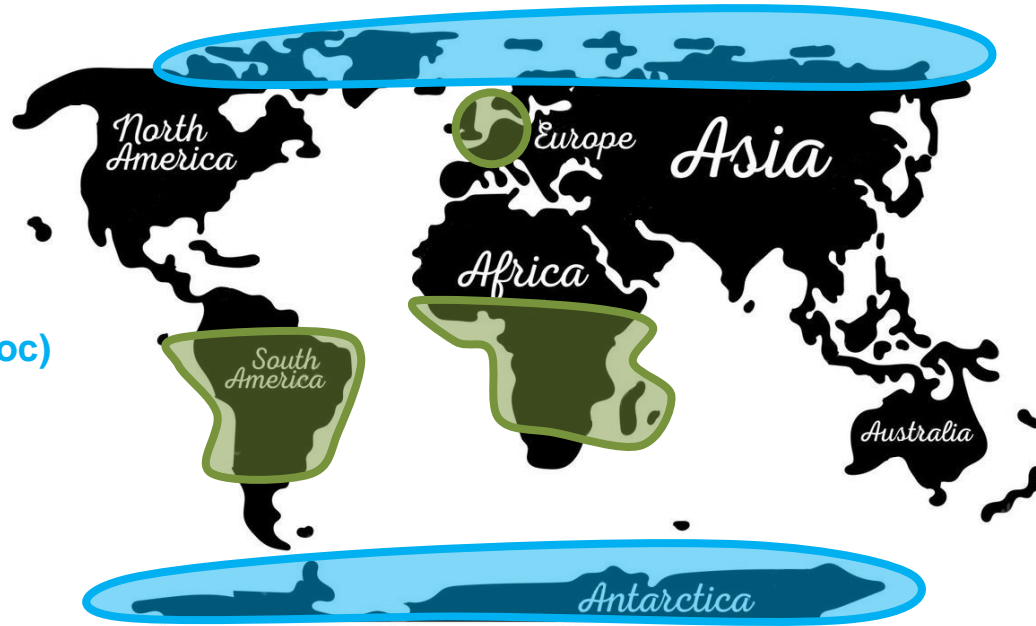 North
America
Europe
Asia
Africa
oc)
South
America
Australia
Antarctica